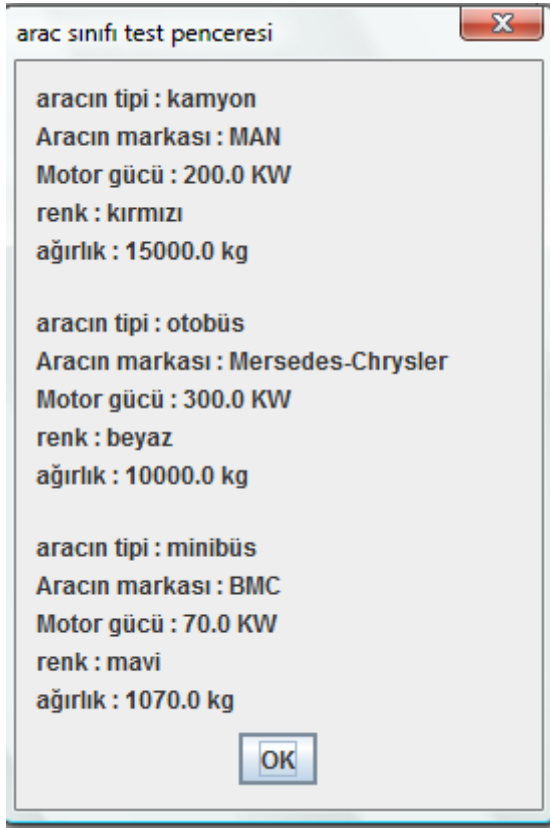 arac sınıfı test penceresi
aracın tipi : kamyon
Aracın markası : MAN
Motor gücü : 200.0 KW
renk : kırmızı
ağırlık : 15000.0 kg
aracın tipi : otobüs
Aracın markası : Mersedes-Chrysler
Motor gücü : 300.0 KW
renk : beyaz
ağırlık : 10000.0 kg
aracın tipi : minibüs
Aracın markası : BMC
Motor gücü : 70.0 KW
renk : mavi
ağırlık : 1070.0 kg
OK